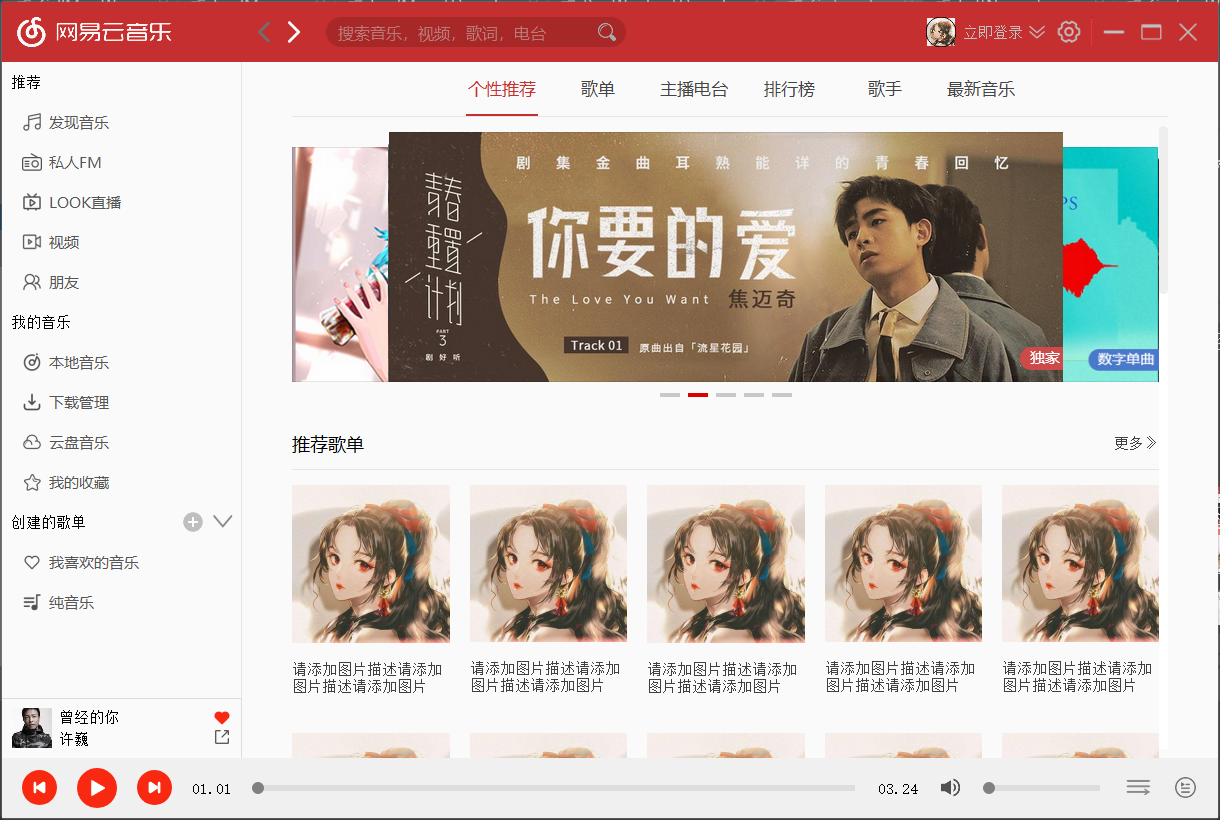 网易云音乐
搜索音乐，视频，歌词，电台
立即登录
推荐
发现音乐
私人FM
LOOK直播
视频
朋友
我的音乐
本地音乐
下载管理
云盘音乐
我的收藏
创建的歌单
我喜欢的音乐
纯音乐
曾经的你
许巍
个性推荐 歌单 主播电台 排行榜 歌手 最新音乐
剧集金曲耳熟能详的青春回忆
青春重置计划
PART
3
剧好听
你要的爱
The Love You Want 焦迈奇
Track 01 原曲出自「流星花园」
独家
PS
数字单曲
推荐歌单
更多
请添加图片描述请添加
图片描述请添加图片
请添加图片描述请添加
图片描述请添加图片
请添加图片描述请添加
图片描述请添加图片
请添加图片描述请添加
图片描述请添加图片
请添加图片描述请添加
图片描述请添加图片
01.01
03.24